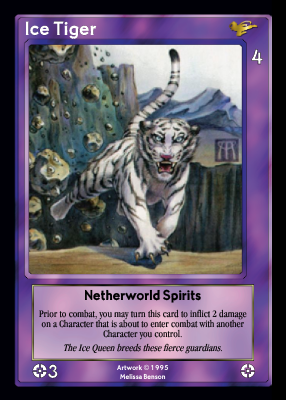 Ice Tiger
4
Netherworld Spirits
Prior to combat, you may turn this card to inflict 2 damage
on a Character that is about to enter combat with another
Character you control.
The Ice Queen breeds these fierce guardians.
3
Artwork © 1995
Melissa Benson